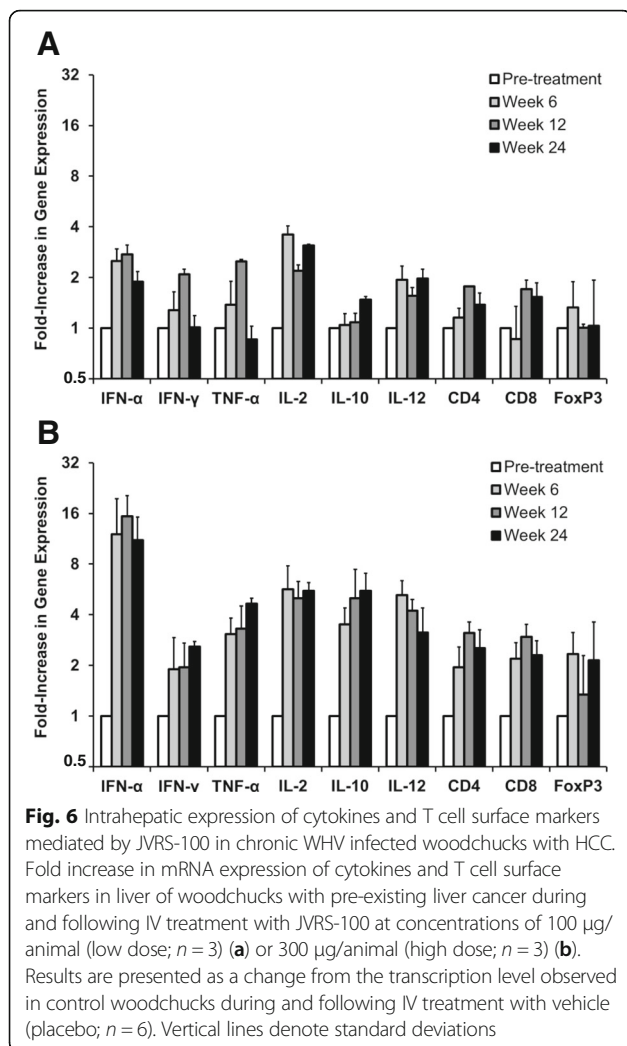 A
Fold-Increase in Gene Expression
32
16
8
4
2
1
0.5
Pre-treatment
Week 6
Week 12
Week 24
IFN-α IFN-γ TNF-α IL-2 IL-10 IL-12 CD4 CD8 FoxP3
B
Fold-Increase in Gene Expression
32
16
8
4
2
1
0.5
Pre-treatment
Week 6
Week 12
Week 24
IFN-α IFN-v TNF-α IL-2 IL-10 IL-12 CD4 CD8 FoxP3
Fig. 6 Intrahepatic expression of cytokines and T cell surface markers
mediated by JVRS-100 in chronic WHV infected woodchucks with HCC.
Fold increase in mRNA expression of cytokines and T cell surface
markers in liver of woodchucks with pre-existing liver cancer during
and following IV treatment with JVRS-100 at concentrations of 100 μg/
animal (low dose; n = 3) (a) or 300 μg/animal (high dose; n = 3) (b).
Results are presented as a change from the transcription level observed
in control woodchucks during and following IV treatment with vehicle
(placebo; n = 6). Vertical lines denote standard deviations